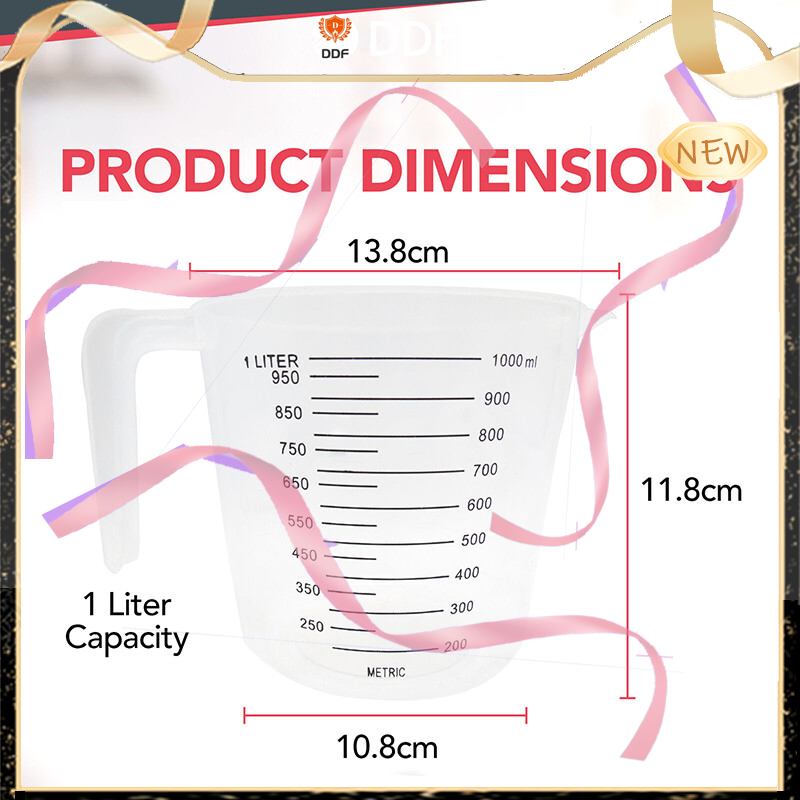 DDF
DDF
PRODUCT DIMENSIONS
NEW
13.8cm
1 LITER 1000 ml
950
900
850
800
750
700
650
600
550
500
450
400
350
300
250
200
METRIC
11.8cm
1 Liter
Capacity
10.8cm